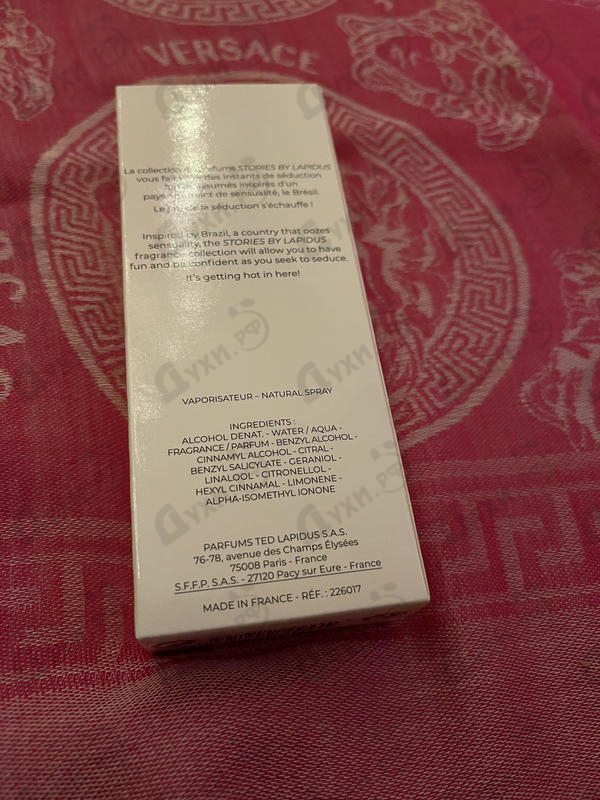 VERSACE
La collection de parfums STORIES BY LAPIDUS
vous fait des instants de séduction
assumés inspirés d'un
pays de sensualité, le Brésil.
Le jeu de la séduction s'échauffe !
Inspired by Brazil, a country that oozes
sensuality, the STORIES BY LAPIDUS
fragrance collection will allow you to have
fun and be confident as you seek to seduce.
It's getting hot in here!
VAPORISATEUR – NATURAL SPRAY
INGREDIENTS :
ALCOHOL DENAT. - WATER / AQUA -
FRAGRANCE / PARFUM - BENZYL ALCOHOL -
CINNAMYL ALCOHOL - CITRAL -
BENZYL SALICYLATE - GERANIOL -
LINALOOL - CITRONELLOL -
HEXYL CINNAMAL - LIMONENE -
ALPHA-ISOMETHYL IONONE
PARFUMS TED LAPIDUS S.A.S.
76-78, avenue des Champs Élysées
75008 Paris - France
S.F.F.P. S.A.S. - 27120 Pacy sur Eure - France
MADE IN FRANCE - RÉF. : 226017
Духи.рф